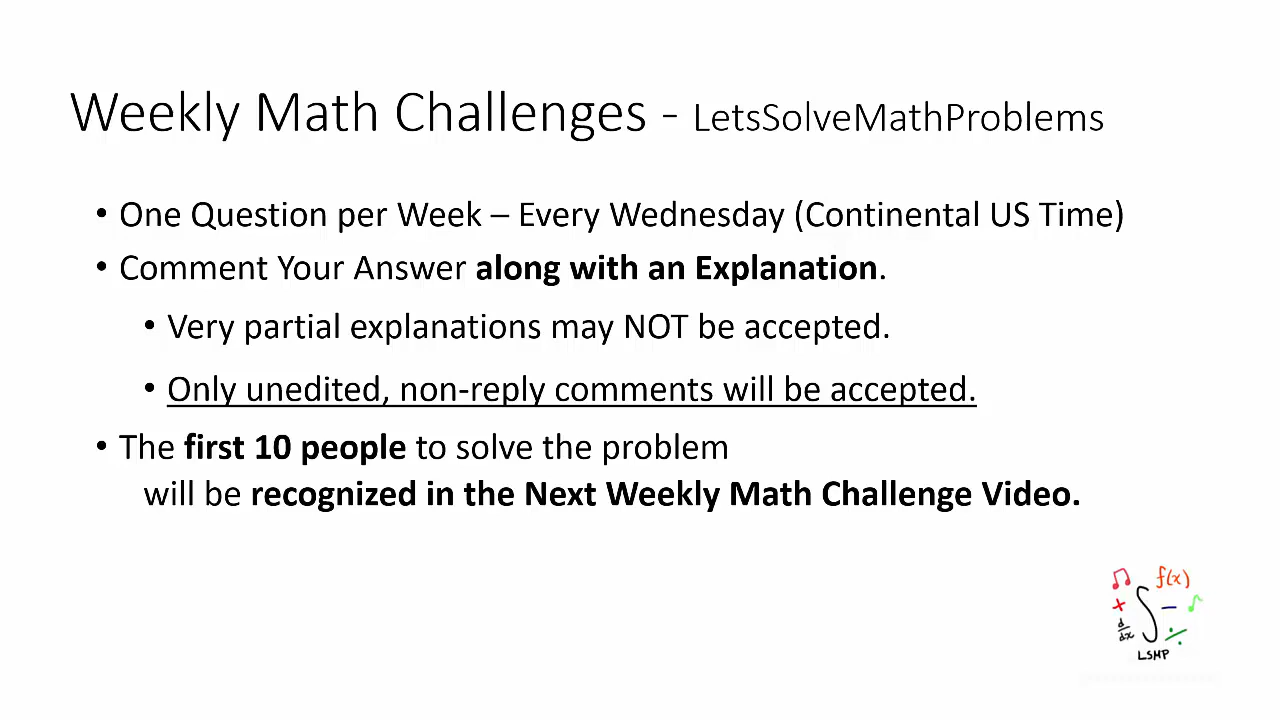 Weekly Math Challenges - LetsSolveMathProblems
• One Question per Week – Every Wednesday (Continental US Time)
• Comment Your Answer along with an Explanation.
• Very partial explanations may NOT be accepted.
• Only unedited, non-reply comments will be accepted.
• The first 10 people to solve the problem
will be recognized in the Next Weekly Math Challenge Video.
f(x)
+ ∫ −
d/dx ÷
LSMP